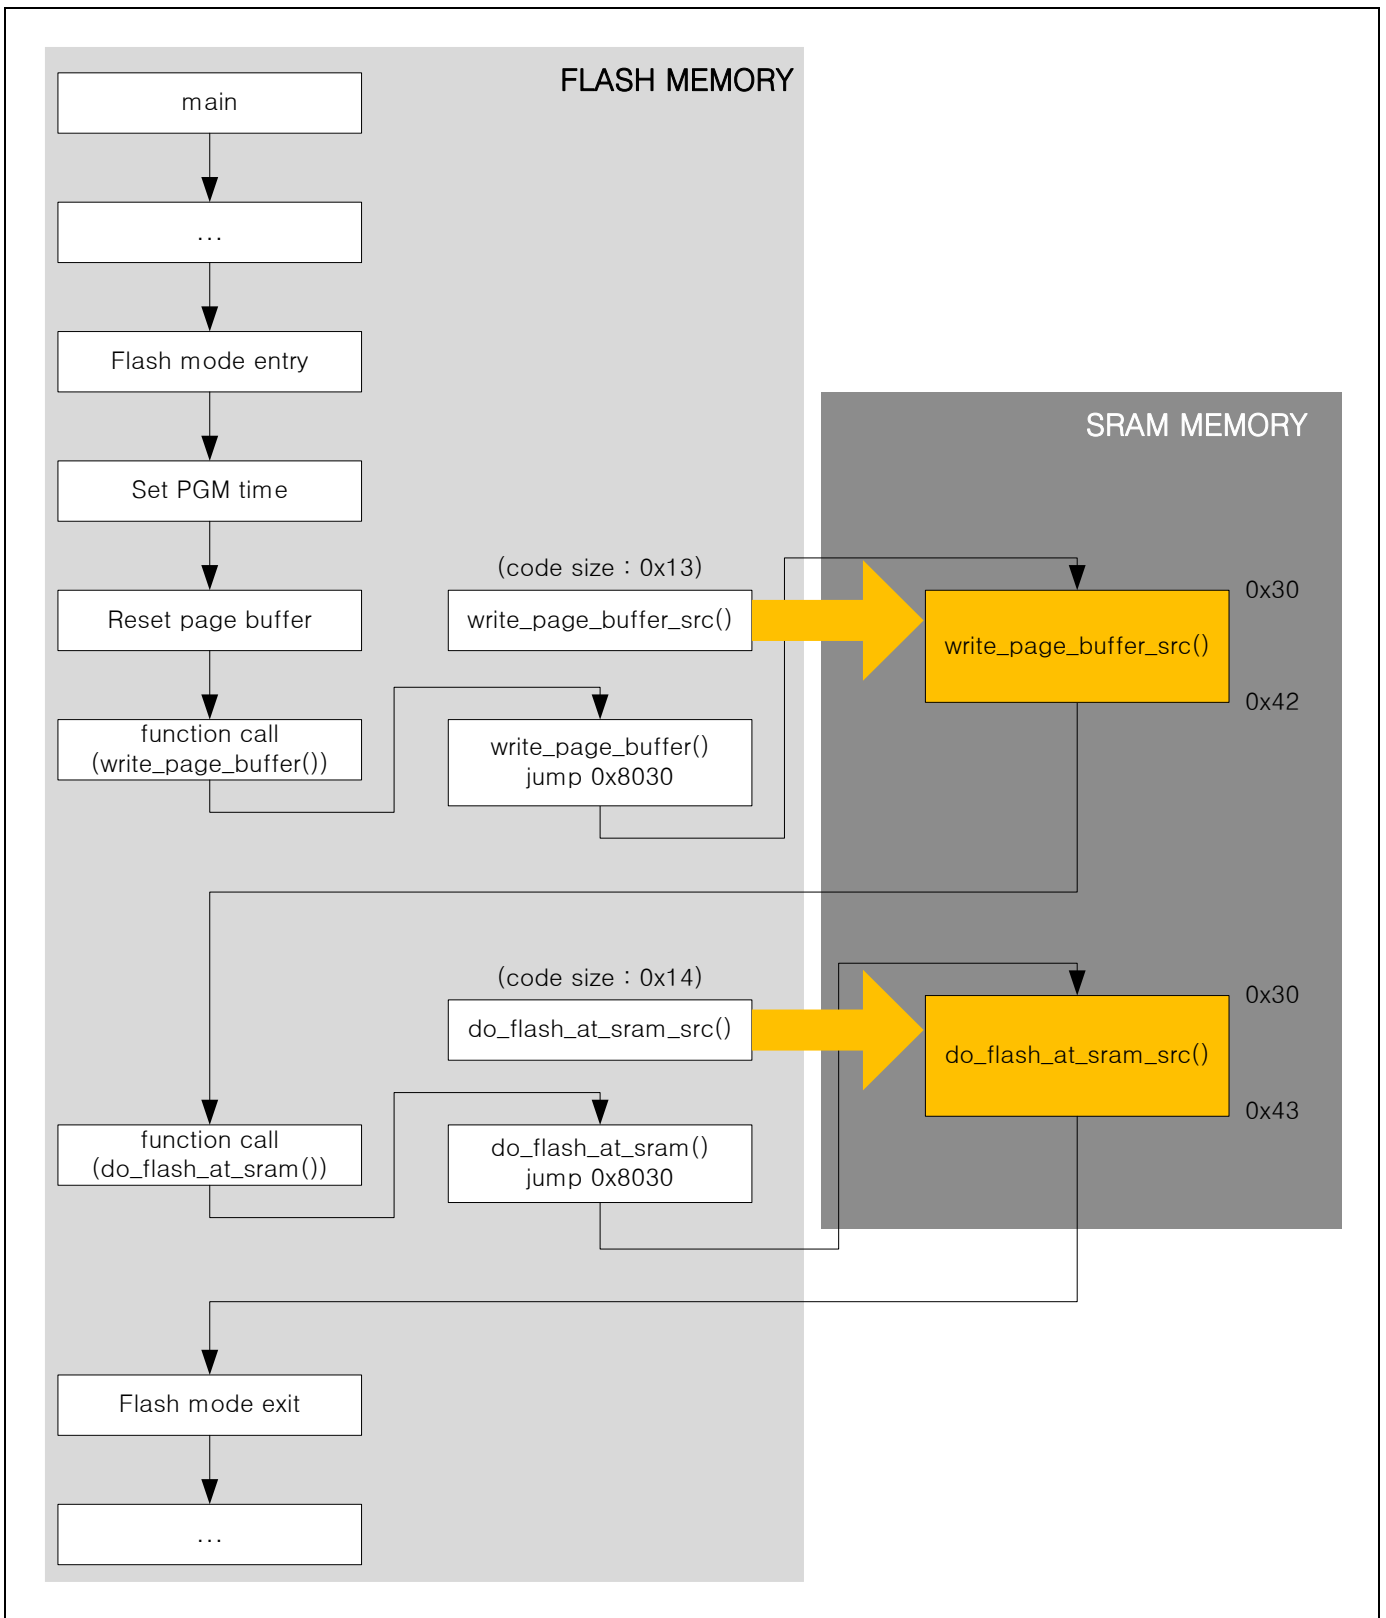 FLASH MEMORY
main
...
Flash mode entry
SRAM MEMORY
Set PGM time
(code size : 0x13)
Reset page buffer
write_page_buffer_src()
0x30
write_page_buffer_src()
0x42
function call
(write_page_buffer())
write_page_buffer()
jump 0x8030
(code size : 0x14)
do_flash_at_sram_src()
0x30
do_flash_at_sram_src()
0x43
function call
(do_flash_at_sram())
do_flash_at_sram()
jump 0x8030
Flash mode exit
...